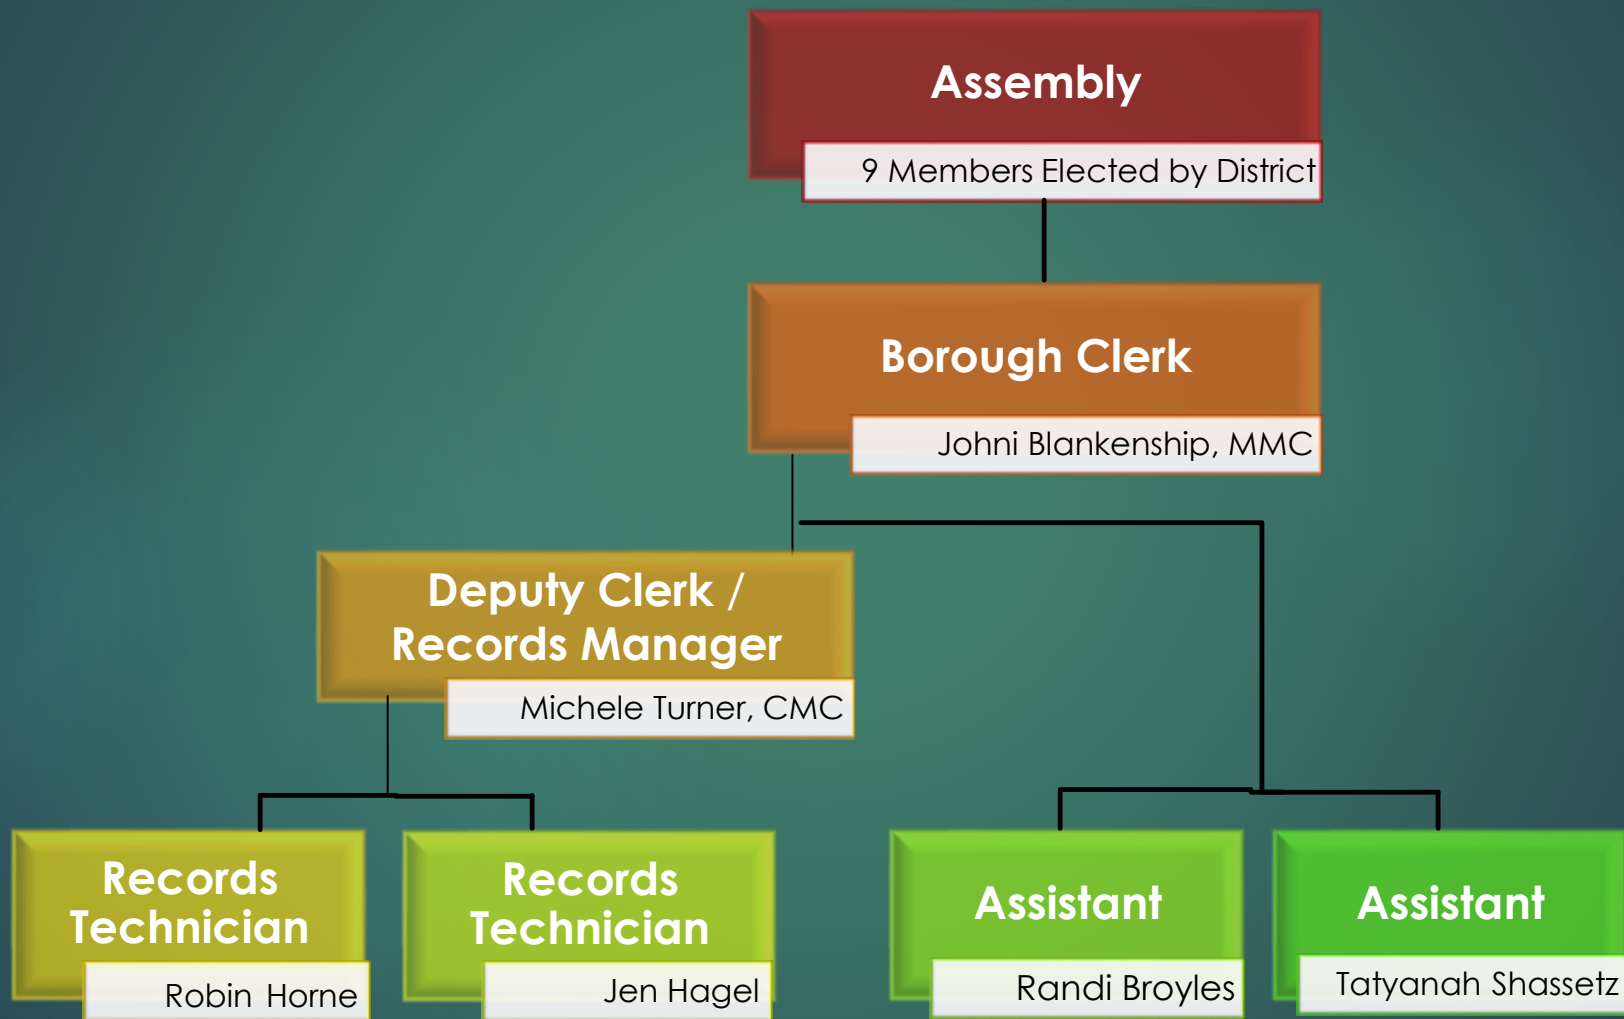 Assembly
9 Members Elected by District
Borough Clerk
Johni Blankenship, MMC
Deputy Clerk /
Records Manager
Michele Turner, CMC
Records
Technician
Robin Horne
Records
Technician
Jen Hagel
Assistant
Randi Broyles
Assistant
Tatyanah Shassetz